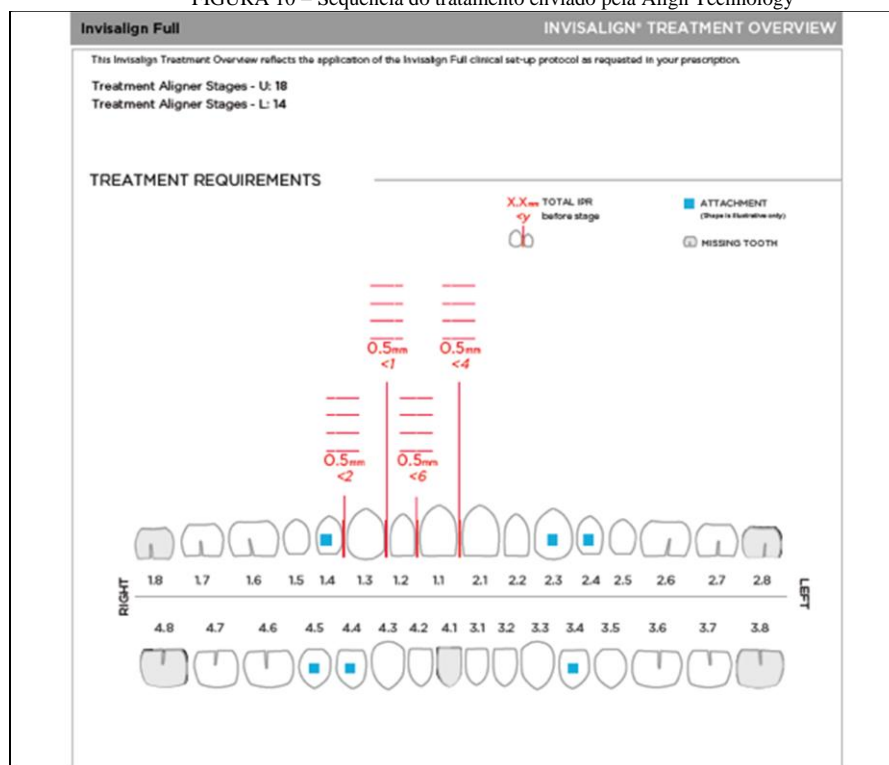 FIGURA 10 – Sequência do tratamento enviado pela Align Technology
Invisalign Full INVISALIGN® TREATMENT OVERVIEW
This Invisalign Treatment Overview reflects the application of the Invisalign Full clinical set-up protocol as requested in your prescription.
Treatment Aligner Stages - U: 18
Treatment Aligner Stages - L: 14
TREATMENT REQUIREMENTS
X.Xmm TOTAL IPR
<y before stage
ATTACHMENT
(Shape is illustrative only)
MISSING TOOTH
0.5mm 0.5mm
<1 <4
0.5mm 0.5mm
<2 <6
RIGHT
1.8 1.7 1.6 1.5 1.4 1.3 1.2 1.1 2.1 2.2 2.3 2.4 2.5 2.6 2.7 2.8
LEFT
4.8 4.7 4.6 4.5 4.4 4.3 4.2 4.1 3.1 3.2 3.3 3.4 3.5 3.6 3.7 3.8